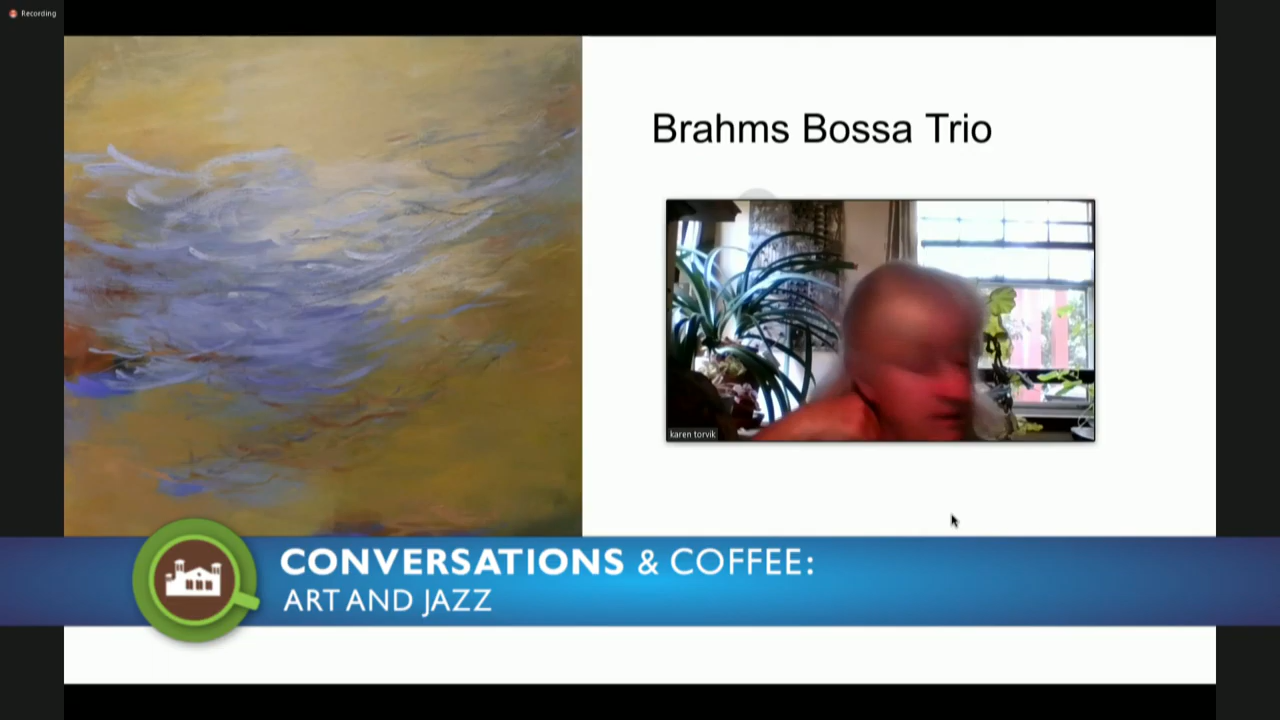 Recording
Brahms Bossa Trio
karen torvik
CONVERSATIONS & COFFEE:
ART AND JAZZ